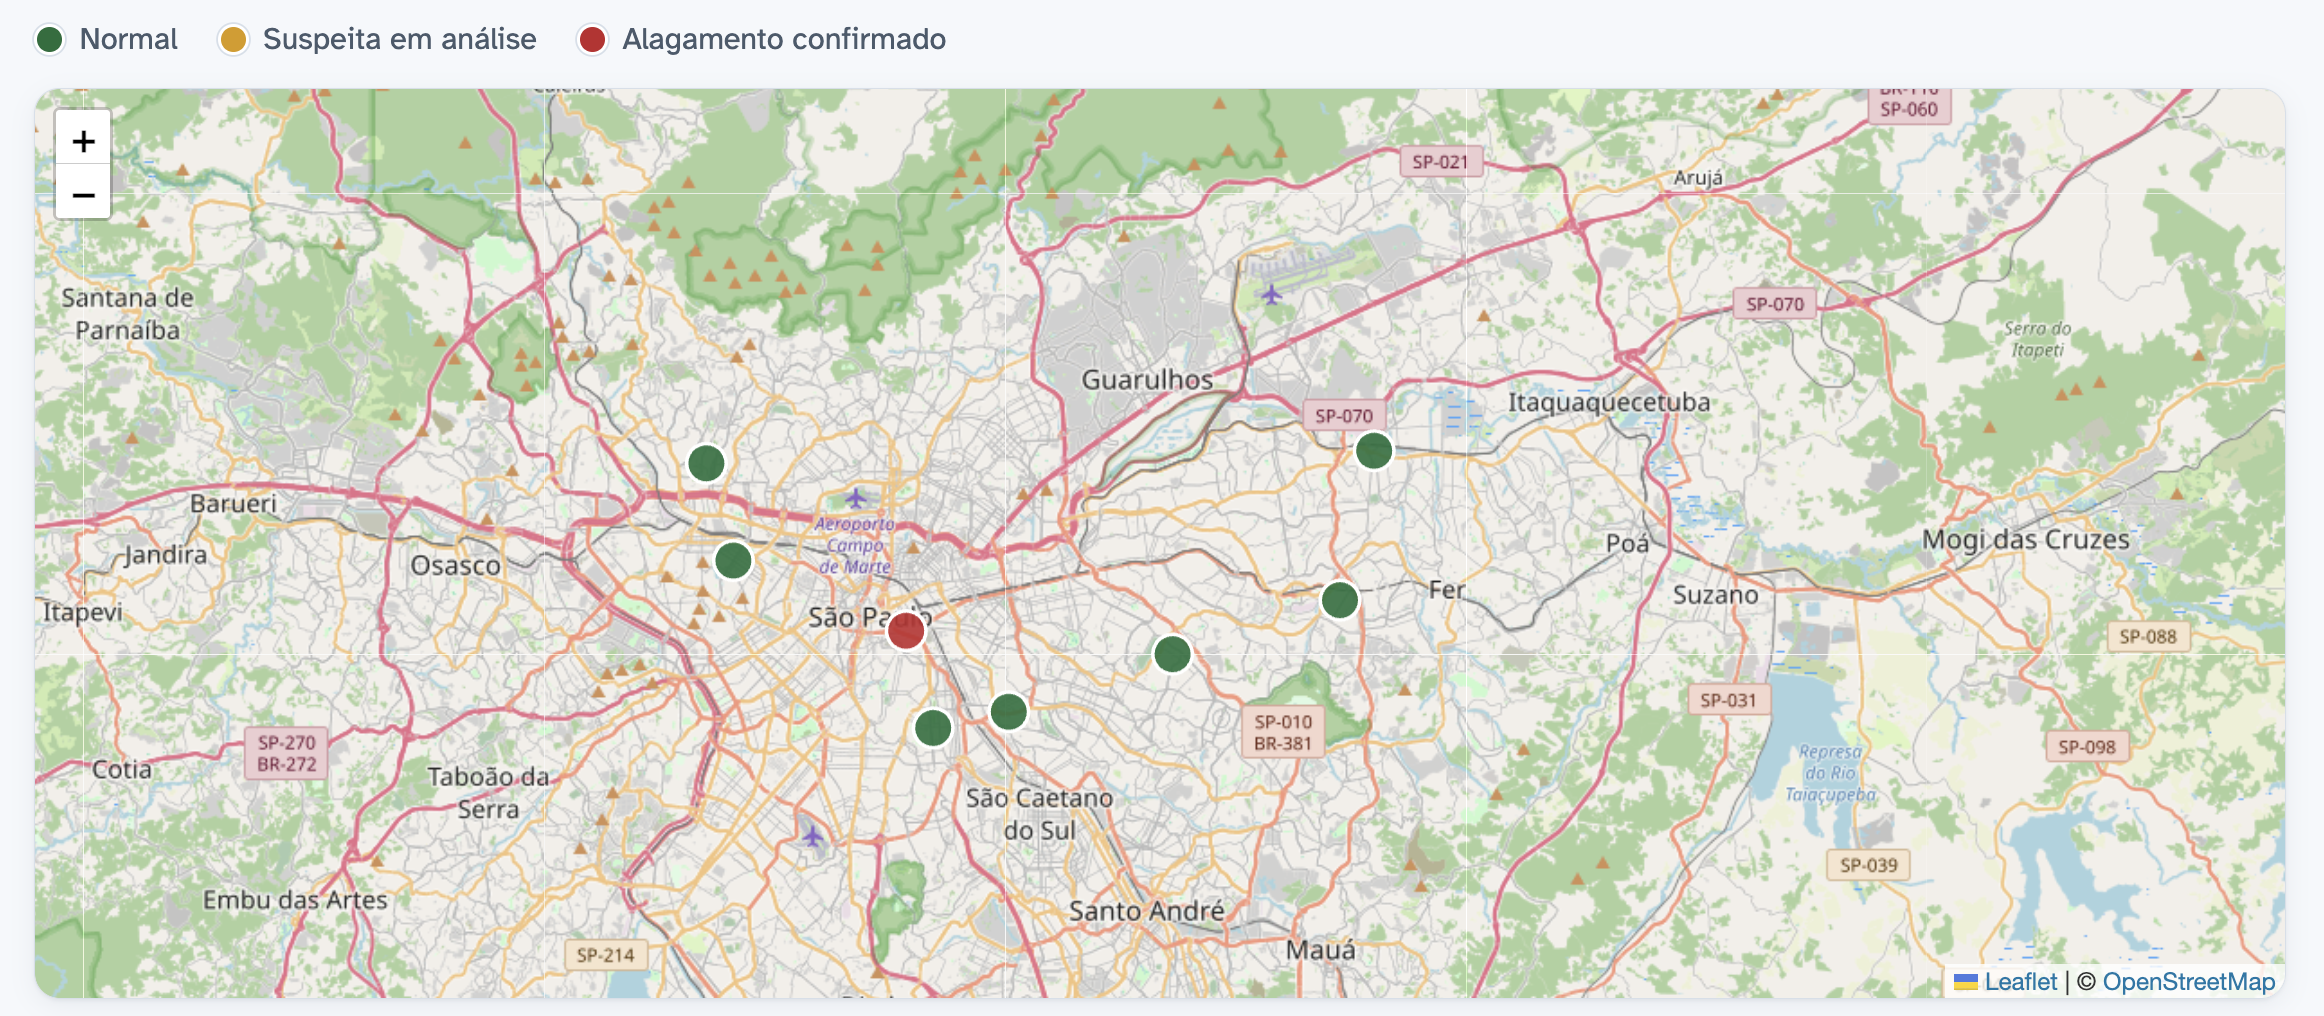 Normal
Suspeita em análise
Alagamento confirmado
+
−
Caieiras
BR-116
SP-060
SP-021
Arujá
Santana de
Parnaíba
SP-070
Serra do
Itapeti
Guarulhos
SP-070
Itaquaquecetuba
Barueri
Aeroporto
Campo
de Marte
Jandira
Osasco
Poá
Mogi das Cruzes
Itapevi
São Paulo
Fer
Suzano
SP-088
SP-031
SP-270
BR-272
SP-010
BR-381
SP-098
Cotia
Taboão da
Serra
São Caetano
do Sul
Represa
do Rio
Taiaçupeba
SP-039
Embu das Artes
Santo André
Mauá
SP-214
Leaflet | © OpenStreetMap